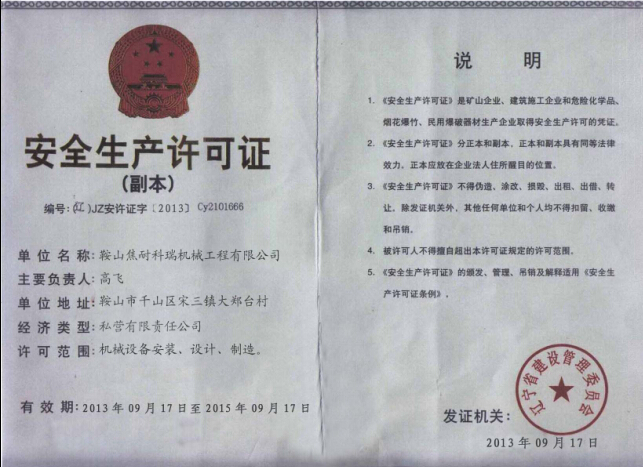 安全生产许可证
(副本)
编号:(辽)JZ安许证字〔2013〕Cy2101666
单位名称:鞍山焦耐科瑞机械工程有限公司
主要负责人:高飞
单位地址:鞍山市千山区宋三镇大郑台村
经济类型:私营有限责任公司
许可范围:机械设备安装、设计、制造。
有效期:2013年09月17日至2015年09月17日
说明
1. 《安全生产许可证》是矿山企业、建筑施工企业和危险化学品、
烟花爆竹、民用爆破器材生产企业取得安全生产许可的凭证。
2. 《安全生产许可证》分正本和副本,正本和副本具有同等法律
效力,正本应放在企业法人住所醒目的位置。
3. 《安全生产许可证》不得伪造、涂改、损毁、出租、出借、转
让。除发证机关外,其他任何单位和个人均不得扣留、收缴
和吊销。
4. 被许可人不得擅自超出本许可证规定的许可范围。
5. 《安全生产许可证》的颁发、管理、吊销及解释适用《安全生
产许可证条例》。
辽宁省建设管理委员会
发证机关:
2013年09月17日